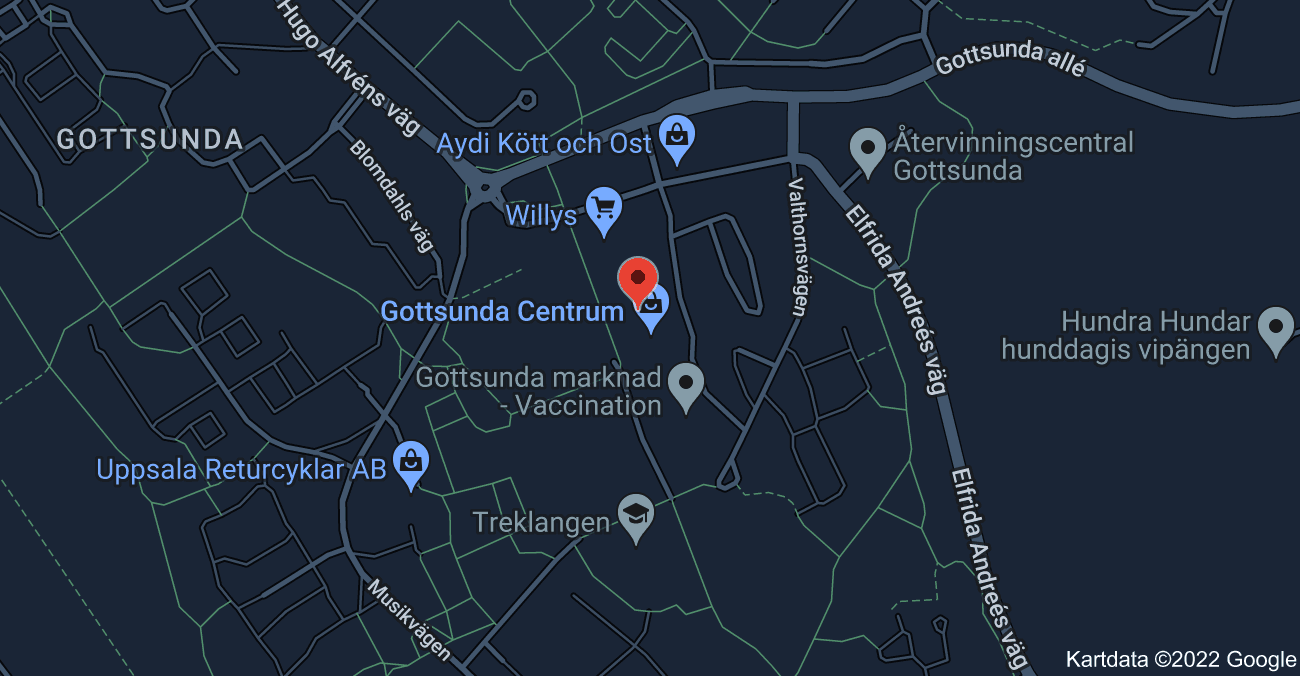 Hugo Alfvéns väg
Gottsunda allé
GOTTSUNDA
Aydi Kött och Ost
Återvinningscentral
Gottsunda
Blomdahls väg
Willys
Valthornsvägen
Elfrida Andreés väg
Gottsunda Centrum
Hundra Hundar
hunddagis vipängen
Gottsunda marknad
- Vaccination
Uppsala Returcyklar AB
Treklangen
Elfrida Andreés väg
Musikvägen
Kartdata ©2022 Google